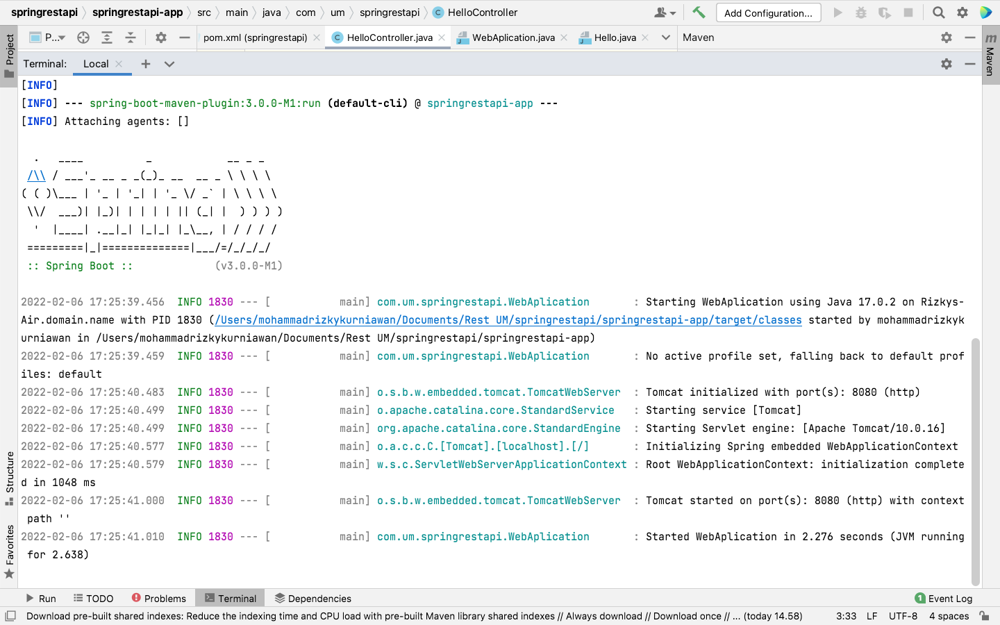 springrestapi springrestapi-app src main java com um springrestapi HelloController Add Configuration...
Project P... pom.xml (springrestapi) HelloController.java WebAplication.java Hello.java Maven
Maven
Terminal: Local
[INFO]
[INFO] --- spring-boot-maven-plugin:3.0.0-M1:run (default-cli) @ springrestapi-app ---
[INFO] Attaching agents: []
  .   ____          _            __ _ _
 /\\ / ___'_ __ _ _(_)_ __  __ _ \ \ \ \
( ( )\___ | '_ | '_| | '_ \/ _` | \ \ \ \
 \\/  ___)| |_)| | | | | || (_| |  ) ) ) )
  '  |____| .__|_| |_|_| |_\__, | / / / /
 =========|_|==============|___/=/_/_/_/
 :: Spring Boot ::             (v3.0.0-M1)
2022-02-06 17:25:39.456  INFO 1830 --- [           main] com.um.springrestapi.WebAplication       : Starting WebAplication using Java 17.0.2 on Rizkys-
Air.domain.name with PID 1830 (/Users/mohammadrizkykurniawan/Documents/Rest UM/springrestapi/springrestapi-app/target/classes started by mohammadrizkyk
urniawan in /Users/mohammadrizkykurniawan/Documents/Rest UM/springrestapi/springrestapi-app)
2022-02-06 17:25:39.459  INFO 1830 --- [           main] com.um.springrestapi.WebAplication       : No active profile set, falling back to default prof
iles: default
2022-02-06 17:25:40.483  INFO 1830 --- [           main] o.s.b.w.embedded.tomcat.TomcatWebServer  : Tomcat initialized with port(s): 8080 (http)
2022-02-06 17:25:40.499  INFO 1830 --- [           main] o.apache.catalina.core.StandardService   : Starting service [Tomcat]
2022-02-06 17:25:40.499  INFO 1830 --- [           main] org.apache.catalina.core.StandardEngine  : Starting Servlet engine: [Apache Tomcat/10.0.16]
2022-02-06 17:25:40.577  INFO 1830 --- [           main] o.a.c.c.C.[Tomcat].[localhost].[/]       : Initializing Spring embedded WebApplicationContext
2022-02-06 17:25:40.579  INFO 1830 --- [           main] w.s.c.ServletWebServerApplicationContext : Root WebApplicationContext: initialization complete
d in 1048 ms
2022-02-06 17:25:41.000  INFO 1830 --- [           main] o.s.b.w.embedded.tomcat.TomcatWebServer  : Tomcat started on port(s): 8080 (http) with context
 path ''
2022-02-06 17:25:41.010  INFO 1830 --- [           main] com.um.springrestapi.WebAplication       : Started WebAplication in 2.276 seconds (JVM running
 for 2.638)
Structure
Favorites
Run TODO Problems Terminal Dependencies 1 Event Log
Download pre-built shared indexes: Reduce the indexing time and CPU load with pre-built Maven library shared indexes // Always download // Download once // ... (today 14.58) 3:33 LF UTF-8 4 spaces